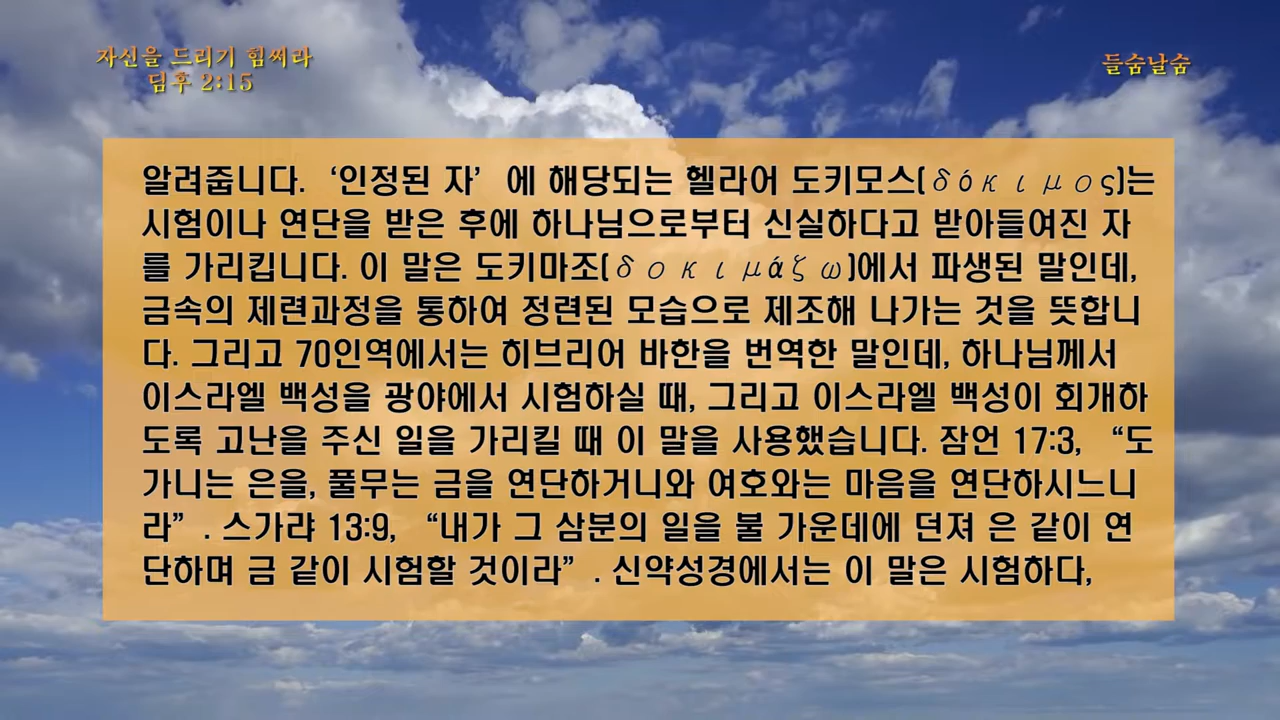 자신을 드리기 힘써라
딤후 2:15
들숨날숨
알려줍니다. ‘인정된 자’ 에 해당되는 헬라어 도키모스(δόκιμος)는
시험이나 연단을 받은 후에 하나님으로부터 신실하다고 받아들여진 자
를 가리킵니다. 이 말은 도키마조(δοκιμάζω)에서 파생된 말인데,
금속의 제련과정을 통하여 정련된 모습으로 제조해 나가는 것을 뜻합니
다. 그리고 70인역에서는 히브리어 바한을 번역한 말인데, 하나님께서
이스라엘 백성을 광야에서 시험하실 때, 그리고 이스라엘 백성이 회개하
도록 고난을 주신 일을 가리킬 때 이 말을 사용했습니다. 잠언 17:3, “도
가니는 은을, 풀무는 금을 연단하거니와 여호와는 마음을 연단하시느니
라” . 스가랴 13:9, “내가 그 삼분의 일을 불 가운데에 던져 은 같이 연
단하며 금 같이 시험할 것이라” . 신약성경에서는 이 말은 시험하다,